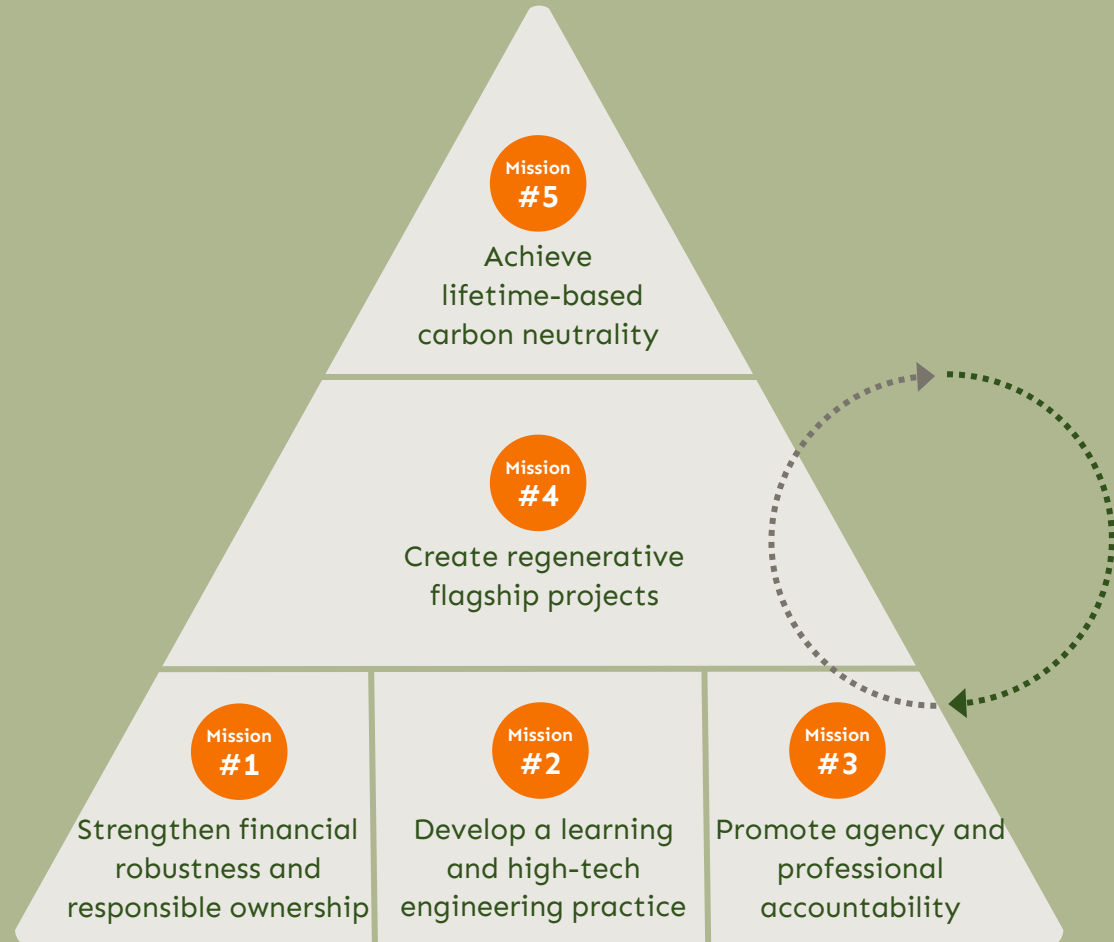 Mission
#5
Achieve
lifetime-based
carbon neutrality
Mission
#4
Create regenerative
flagship projects
Mission
#1
Strengthen financial
robustness and
responsible ownership
Mission
#2
Develop a learning
and high-tech
engineering practice
Mission
#3
Promote agency and
professional
accountability